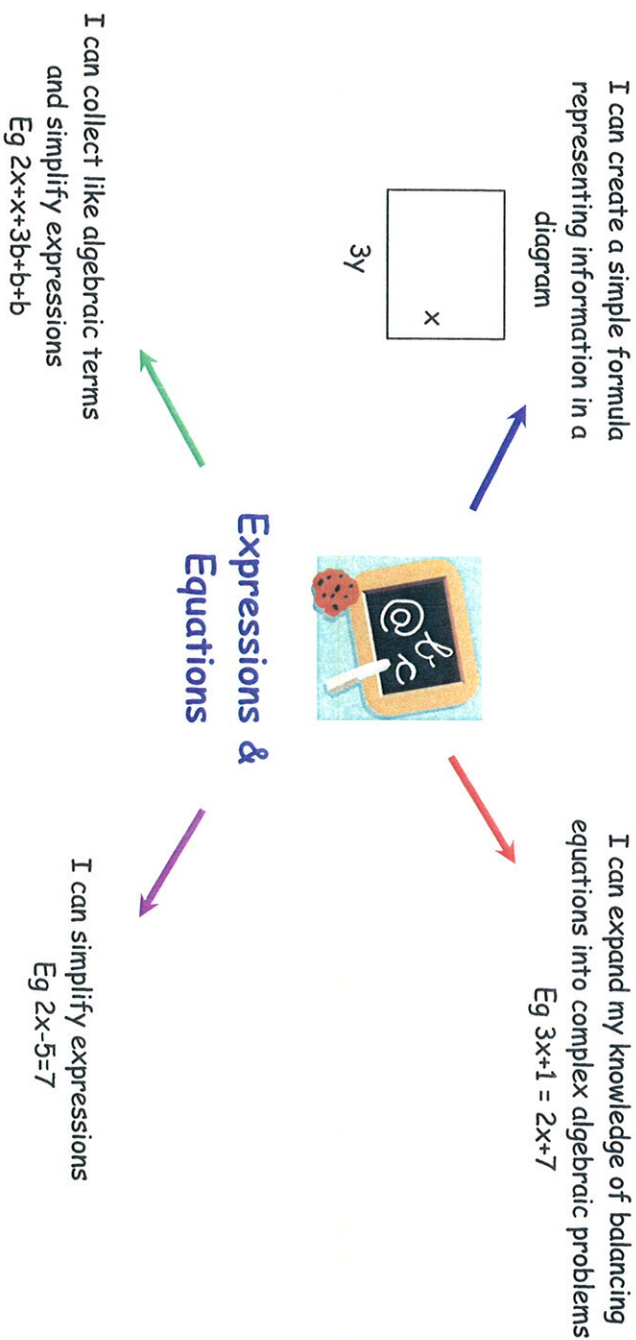 I can create a simple formula
representing information in a
diagram
x
3y
I can expand my knowledge of balancing
equations into complex algebraic problems
Eg 3x+1 = 2x+7
@ b c
Expressions &
Equations
I can collect like algebraic terms
and simplify expressions
Eg 2x+x+3b+b+b
I can simplify expressions
Eg 2x-5=7